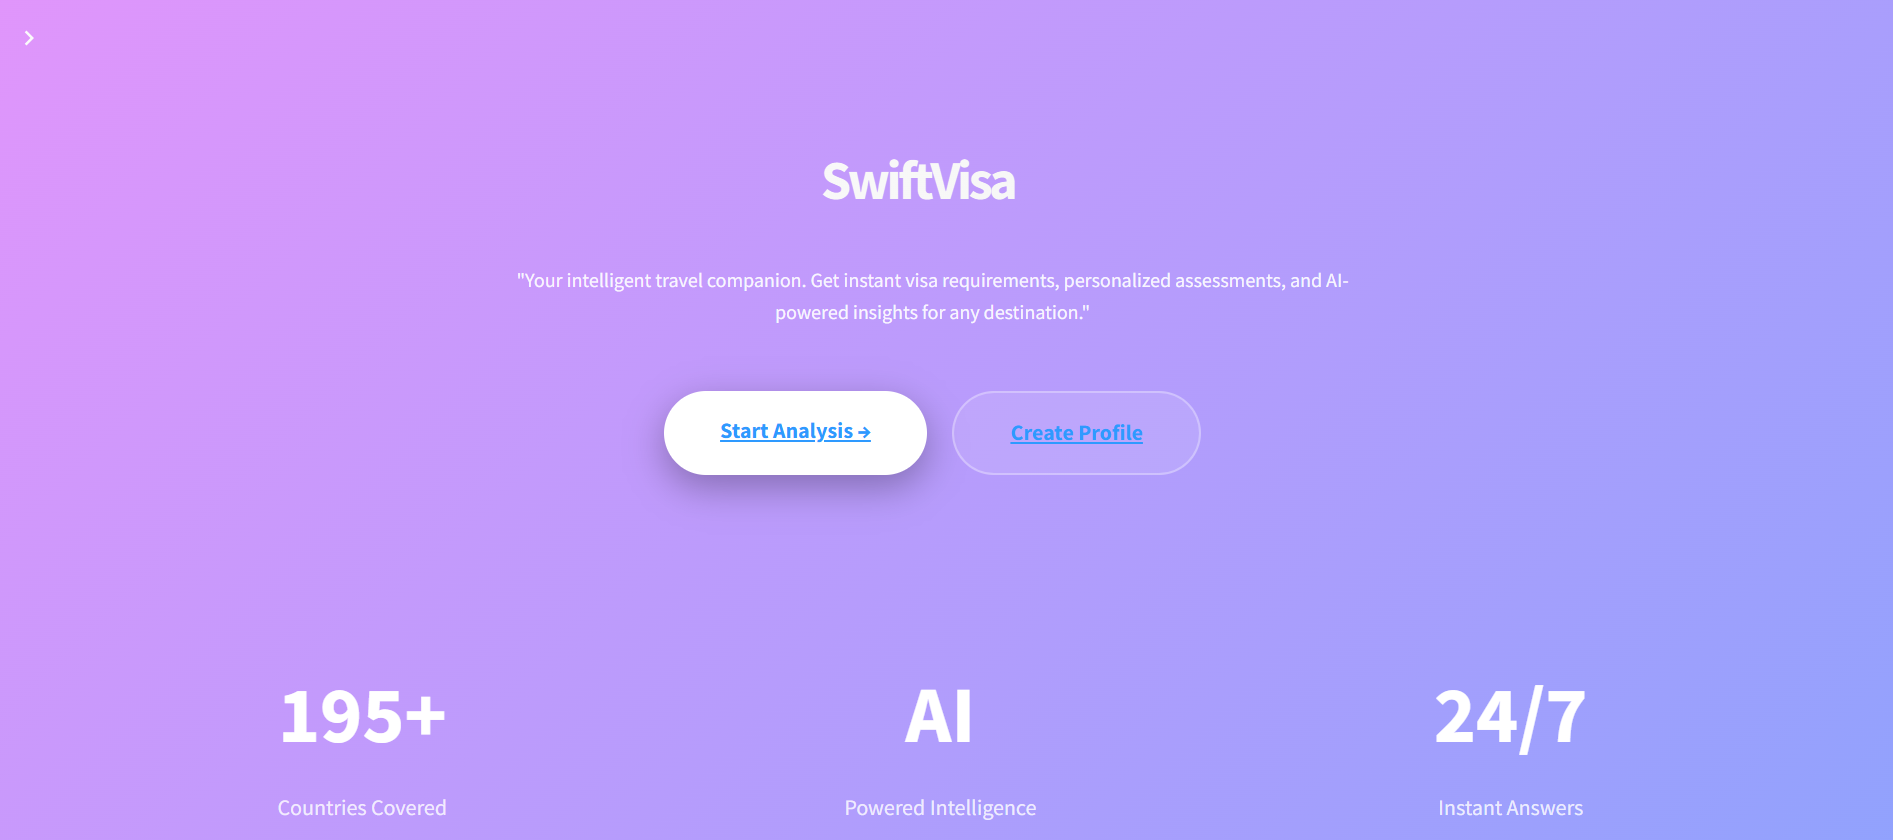 SwiftVisa
"Your intelligent travel companion. Get instant visa requirements, personalized assessments, and AI-
powered insights for any destination."
Start Analysis →
Create Profile
195+
AI
24/7
Countries Covered
Powered Intelligence
Instant Answers